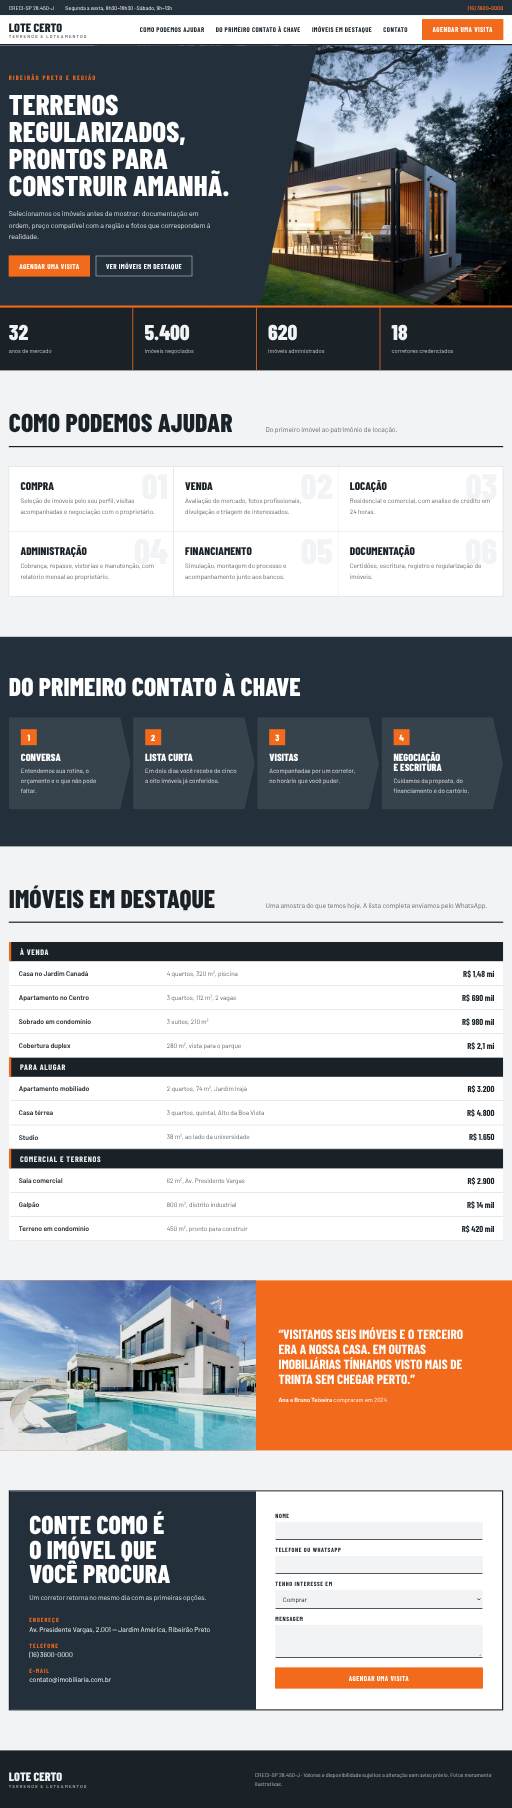 CRECI-SP 28.450-J Segunda a sexta, 8h30–18h30 · Sábado, 9h–13h (16) 3600-0000
LOTE CERTO
TERRENOS E LOTEAMENTOS
COMO PODEMOS AJUDAR DO PRIMEIRO CONTATO À CHAVE IMÓVEIS EM DESTAQUE CONTATO AGENDAR UMA VISITA
RIBEIRÃO PRETO E REGIÃO
TERRENOS
REGULARIZADOS,
PRONTOS PARA
CONSTRUIR AMANHÃ.
Selecionamos os imóveis antes de mostrar: documentação em
ordem, preço compatível com a região e fotos que correspondem à
realidade.
AGENDAR UMA VISITA VER IMÓVEIS EM DESTAQUE
32 5.400 620 18
anos de mercado imóveis negociados imóveis administrados corretores credenciados
COMO PODEMOS AJUDAR
Do primeiro imóvel ao patrimônio de locação.
01 02 03
COMPRA VENDA LOCAÇÃO
Seleção de imóveis pelo seu perfil, visitas
acompanhadas e negociação com o proprietário.
Avaliação de mercado, fotos profissionais,
divulgação e triagem de interessados.
Residencial e comercial, com análise de crédito em
24 horas.
04 05 06
ADMINISTRAÇÃO FINANCIAMENTO DOCUMENTAÇÃO
Cobrança, repasse, vistorias e manutenção, com
relatório mensal ao proprietário.
Simulação, montagem do processo e
acompanhamento junto aos bancos.
Certidões, escritura, registro e regularização de
imóveis.
DO PRIMEIRO CONTATO À CHAVE
1
CONVERSA
Entendemos sua rotina, o
orçamento e o que não pode
faltar.
2
LISTA CURTA
Em dois dias você recebe de cinco
a oito imóveis já conferidos.
3
VISITAS
Acompanhadas por um corretor,
no horário que você puder.
4
NEGOCIAÇÃO
E ESCRITURA
Cuidamos da proposta, do
financiamento e do cartório.
IMÓVEIS EM DESTAQUE
Uma amostra do que temos hoje. A lista completa enviamos pelo WhatsApp.
À VENDA
Casa no Jardim Canadá 4 quartos, 320 m², piscina R$ 1,48 mi
Apartamento no Centro 3 quartos, 112 m², 2 vagas R$ 690 mil
Sobrado em condomínio 3 suítes, 210 m² R$ 980 mil
Cobertura duplex 280 m², vista para o parque R$ 2,1 mi
PARA ALUGAR
Apartamento mobiliado 2 quartos, 74 m², Jardim Irajá R$ 3.200
Casa térrea 3 quartos, quintal, Alto da Boa Vista R$ 4.800
Studio 38 m², ao lado da universidade R$ 1.650
COMERCIAL E TERRENOS
Sala comercial 62 m², Av. Presidente Vargas R$ 2.900
Galpão 800 m², distrito industrial R$ 14 mil
Terreno em condomínio 450 m², pronto para construir R$ 420 mil
“VISITAMOS SEIS IMÓVEIS E O TERCEIRO
ERA A NOSSA CASA. EM OUTRAS
IMOBILIÁRIAS TÍNHAMOS VISTO MAIS DE
TRINTA SEM CHEGAR PERTO.”
Ana e Bruno Teixeira compraram em 2024
CONTE COMO É
O IMÓVEL QUE
VOCÊ PROCURA
Um corretor retorna no mesmo dia com as primeiras opções.
ENDEREÇO
Av. Presidente Vargas, 2.001 — Jardim América, Ribeirão Preto
TELEFONE
(16) 3600-0000
E-MAIL
contato@imobiliaria.com.br
NOME
TELEFONE OU WHATSAPP
TENHO INTERESSE EM
Comprar
MENSAGEM
AGENDAR UMA VISITA
LOTE CERTO
TERRENOS E LOTEAMENTOS
CRECI-SP 28.450-J · Valores e disponibilidade sujeitos a alteração sem aviso prévio. Fotos meramente
ilustrativas.